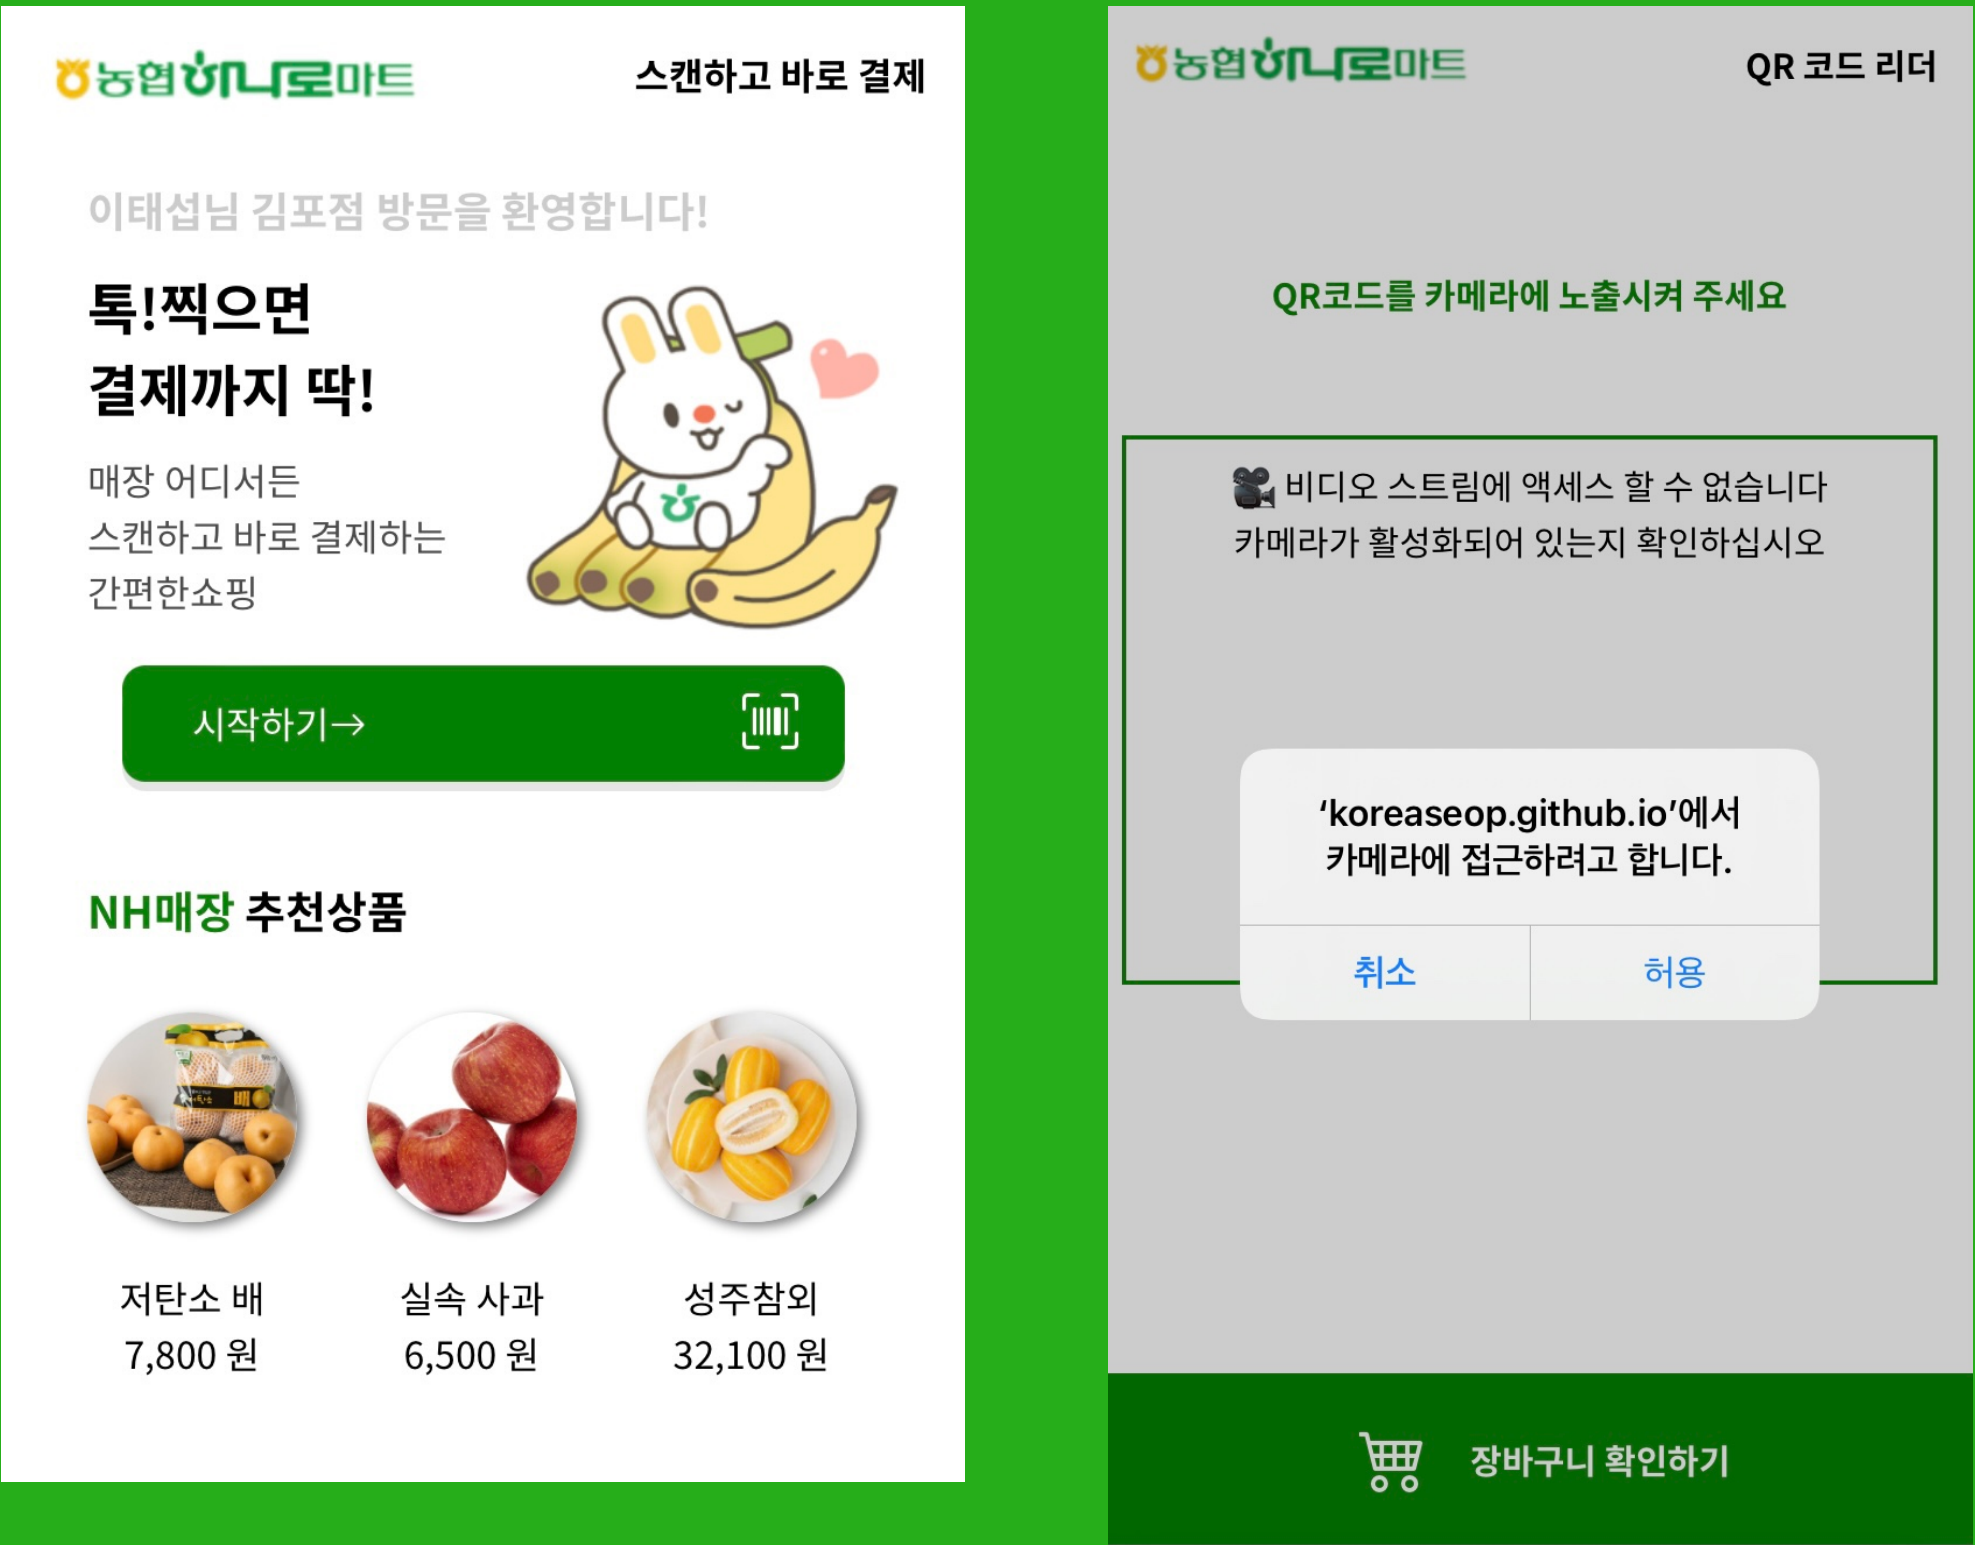 농협하나로마트
스캔하고 바로 결제
이태섭님 김포점 방문을 환영합니다!
톡!찍으면
결제까지 딱!
매장 어디서든
스캔하고 바로 결제하는
간편한쇼핑
시작하기→
NH매장 추천상품
배
저탄소 배
7,800 원
실속 사과
6,500 원
성주참외
32,100 원
농협하나로마트
QR 코드 리더
QR코드를 카메라에 노출시켜 주세요
🎥 비디오 스트림에 액세스 할 수 없습니다
카메라가 활성화되어 있는지 확인하십시오
‘koreaseop.github.io’에서
카메라에 접근하려고 합니다.
취소
허용
장바구니 확인하기